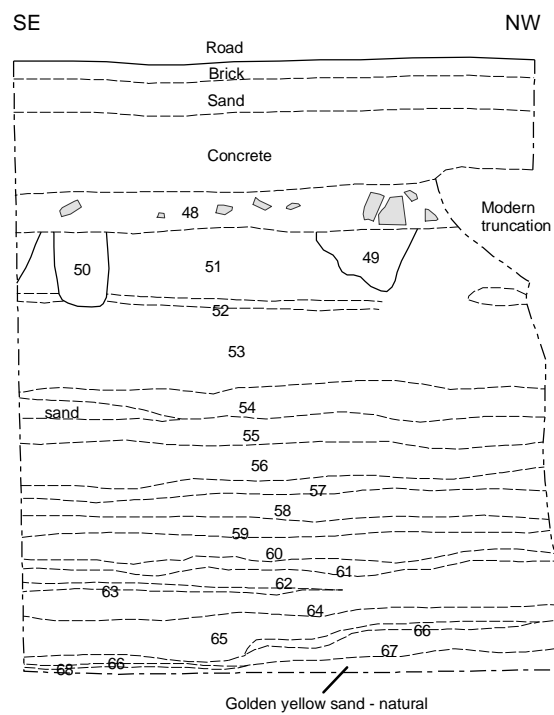 SE NW
Road
Brick
Sand
Concrete
48
Modern
truncation
49
50
51
52
53
sand
54
55
56
57
58
59
60
61
62
63
64
65
66
67
66
68
Golden yellow sand - natural